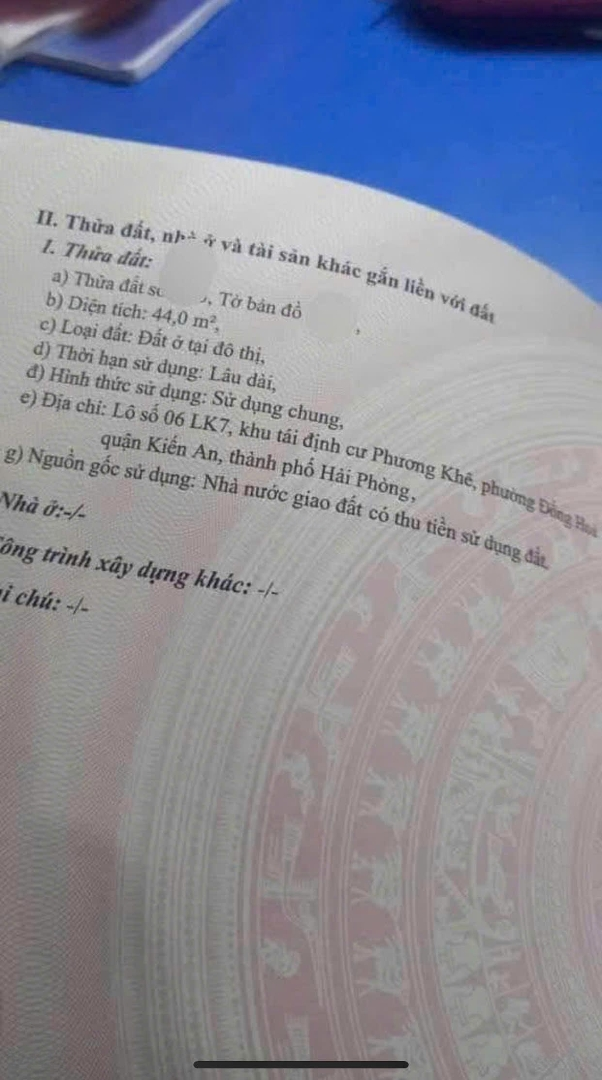 II. Thửa đất, nhà ở và tài sản khác gắn liền với đất
1. Thửa đất:
a) Thửa đất số , Tờ bản đồ ,
b) Diện tích: 44,0 m²,
c) Loại đất: Đất ở tại đô thị,
d) Thời hạn sử dụng: Lâu dài,
đ) Hình thức sử dụng: Sử dụng chung,
e) Địa chỉ: Lô số 06 LK7, khu tái định cư Phương Khê, phường Đồng Hoà
quận Kiến An, thành phố Hải Phòng,
g) Nguồn gốc sử dụng: Nhà nước giao đất có thu tiền sử dụng đất.
Nhà ở:-/-
Công trình xây dựng khác: -/-
i chú: -/-